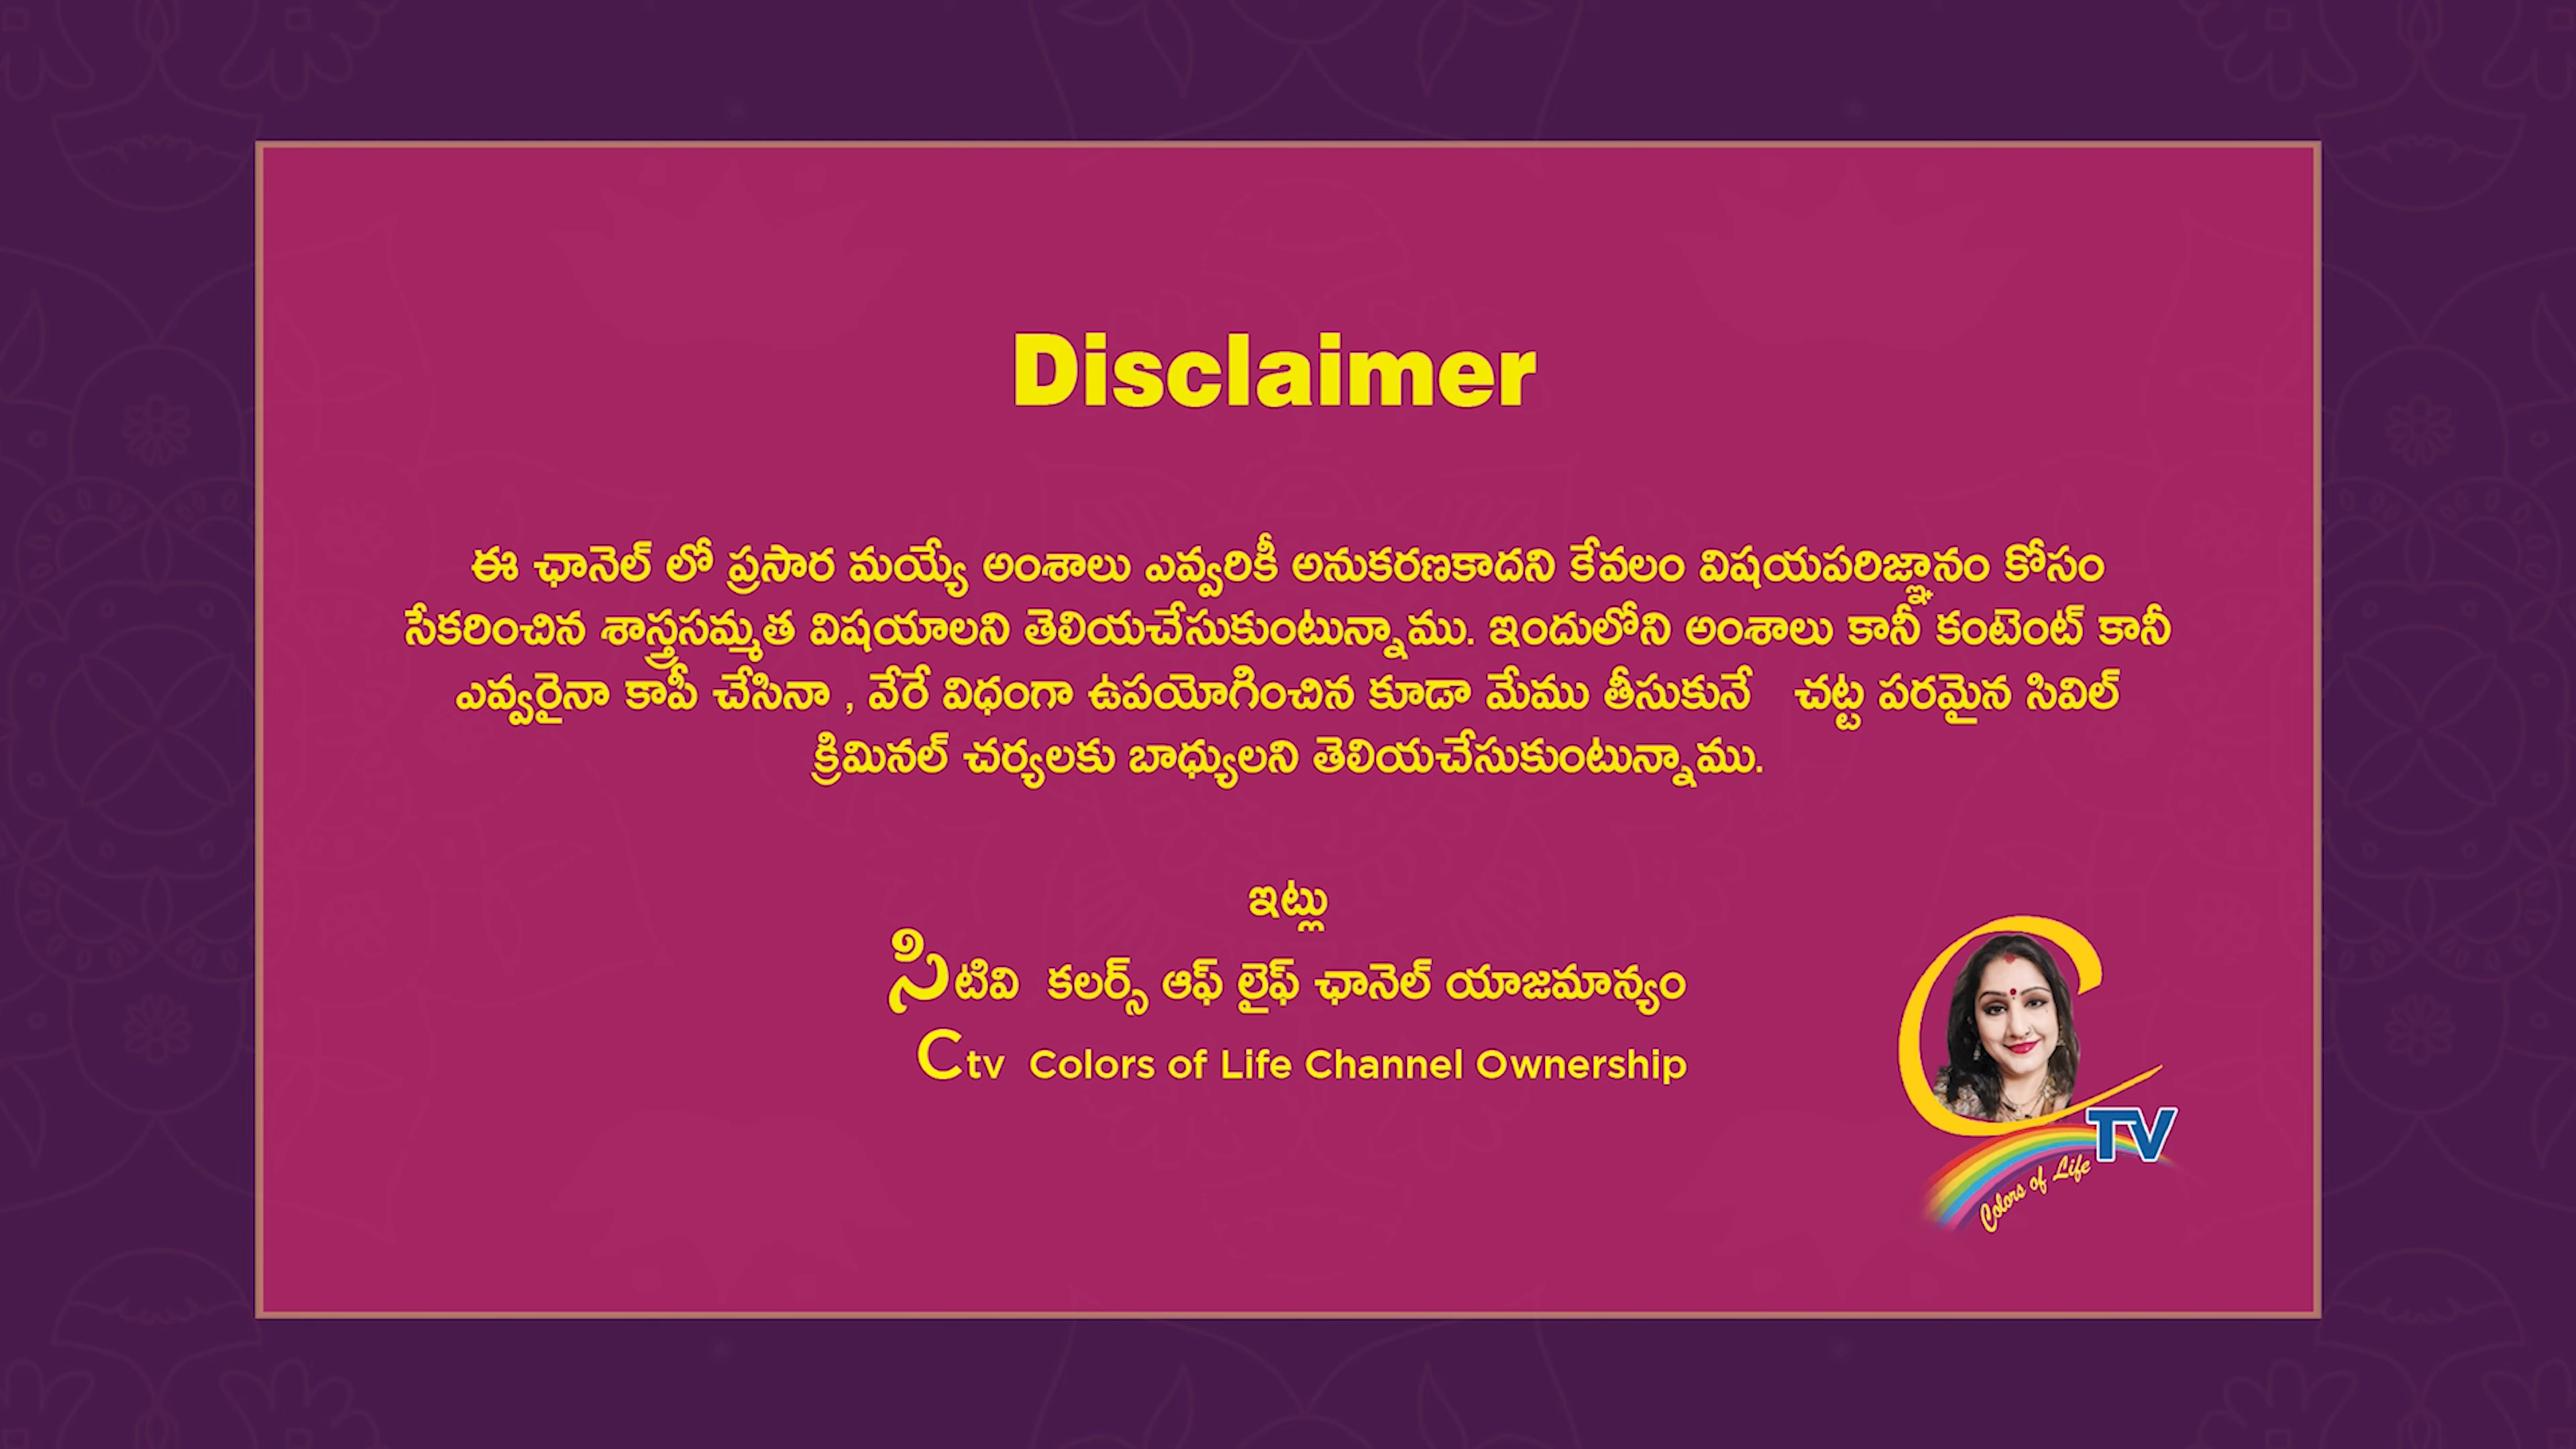 Disclaimer
ఈ ఛానెల్ లో ప్రసార మయ్యే అంశాలు ఎవ్వరికీ అనుకరణకాదని కేవలం విషయపరిజ్ఞానం కోసం
సేకరించిన శాస్త్రసమ్మత విషయాలని తెలియచేసుకుంటున్నాము. ఇందులోని అంశాలు కానీ కంటెంట్ కానీ
ఎవ్వరైనా కాపీ చేసినా , వేరే విధంగా ఉపయోగించిన కూడా మేము తీసుకునే చట్ట పరమైన సివిల్
క్రిమినల్ చర్యలకు బాధ్యులని తెలియచేసుకుంటున్నాము.
ఇట్లు
సిటివి కలర్స్ ఆఫ్ లైఫ్ ఛానెల్ యాజమాన్యం
Ctv Colors of Life Channel Ownership
C TV
Colors of Life